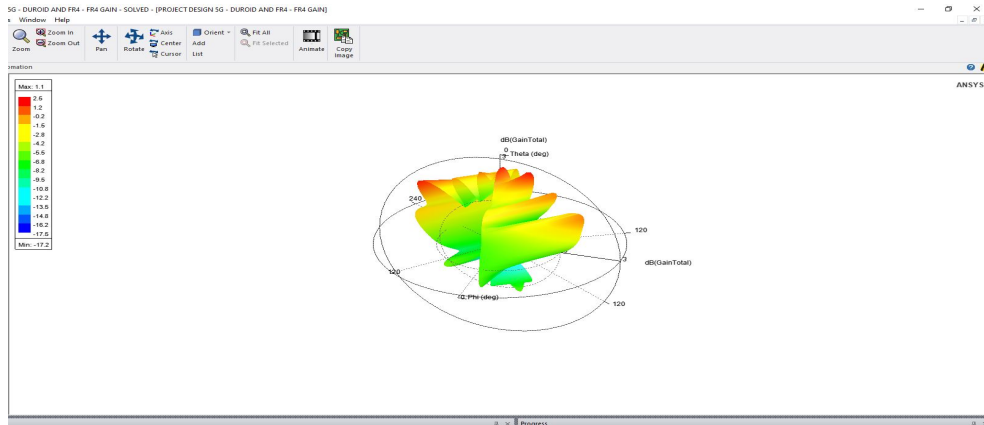 5G - DUROID AND FR4 - FR4 GAIN - SOLVED - [PROJECT DESIGN 5G - DUROID AND FR4 - FR4 GAIN]
s Window Help
Zoom
Zoom In
Zoom Out
Pan
Rotate
Axis
Center
Cursor
Orient
Add
List
Fit All
Fit Selected
Animate
Copy Image
omation
ANSYS
Max: 1.1
2.6
1.2
-0.2
-1.5
-2.8
-4.2
-5.5
-6.8
-8.2
-9.5
-10.8
-12.2
-13.5
-14.8
-16.2
-17.5
Min: -17.2
dB(GainTotal)
0
Theta (deg)
240
120
3
dB(GainTotal)
120
Phi (deg)
120
Progress